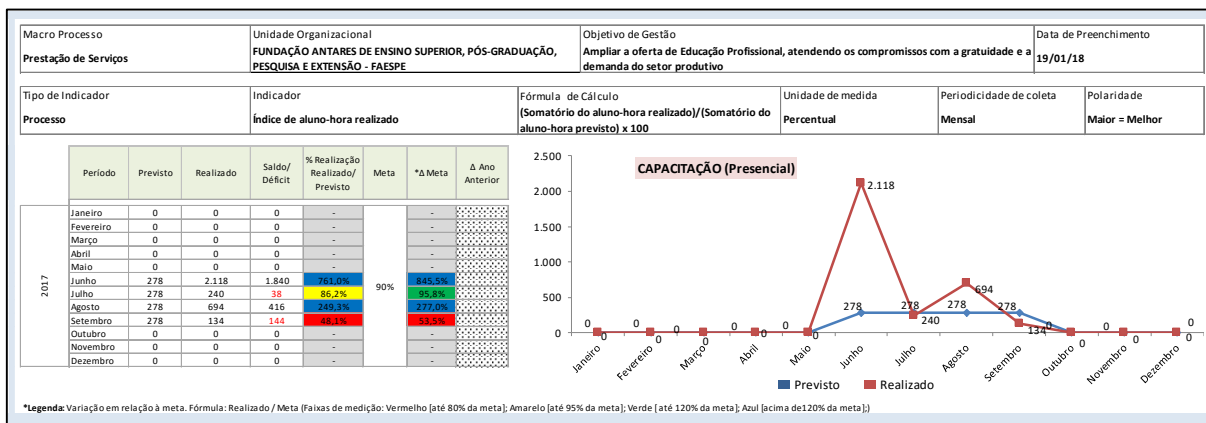 Macro Processo
Prestação de Serviços
Unidade Organizacional
FUNDAÇÃO ANTARES DE ENSINO SUPERIOR, PÓS-GRADUAÇÃO,
PESQUISA E EXTENSÃO - FAESPE
Objetivo de Gestão
Ampliar a oferta de Educação Profissional, atendendo os compromissos com a gratuidade e a
demanda do setor produtivo
Data de Preenchimento
19/01/18
Tipo de Indicador
Processo
Indicador
Índice de aluno-hora realizado
Fórmula de Cálculo
(Somatório do aluno-hora realizado)/(Somatório do
aluno-hora previsto) x 100
Unidade de medida
Percentual
Periodicidade de coleta
Mensal
Polaridade
Maior = Melhor
Período Previsto Realizado Saldo/ Déficit % Realização Realizado/ Previsto Meta *Δ Meta Δ Ano Anterior
2017
Janeiro 0 0 0 - -
Fevereiro 0 0 0 - -
Março 0 0 0 - -
Abril 0 0 0 - -
Maio 0 0 0 - -
Junho 278 2.118 1.840 761,0% 845,5%
90%
Julho 278 240 38 86,2% 95,8%
Agosto 278 694 416 249,3% 277,0%
Setembro 278 134 144 48,1% 53,5%
Outubro 0 0 0 - -
Novembro 0 0 0 - -
Dezembro 0 0 0 - -
CAPACITAÇÃO (Presencial)
2.500
2.000
1.500
1.000
500
0
0 0 0 0 0 278 278 278 278 0 0 0
0 0 0 0 0 2.118 240 694 134 0 0 0
Janeiro Fevereiro Março Abril Maio Junho Julho Agosto Setembro Outubro Novembro Dezembro
Previsto Realizado
*Legenda: Variação em relação à meta. Fórmula: Realizado / Meta (Faixas de medição: Vermelho [até 80% da meta]; Amarelo [até 95% da meta]; Verde [ até 120% da meta]; Azul [acima de120% da meta];)